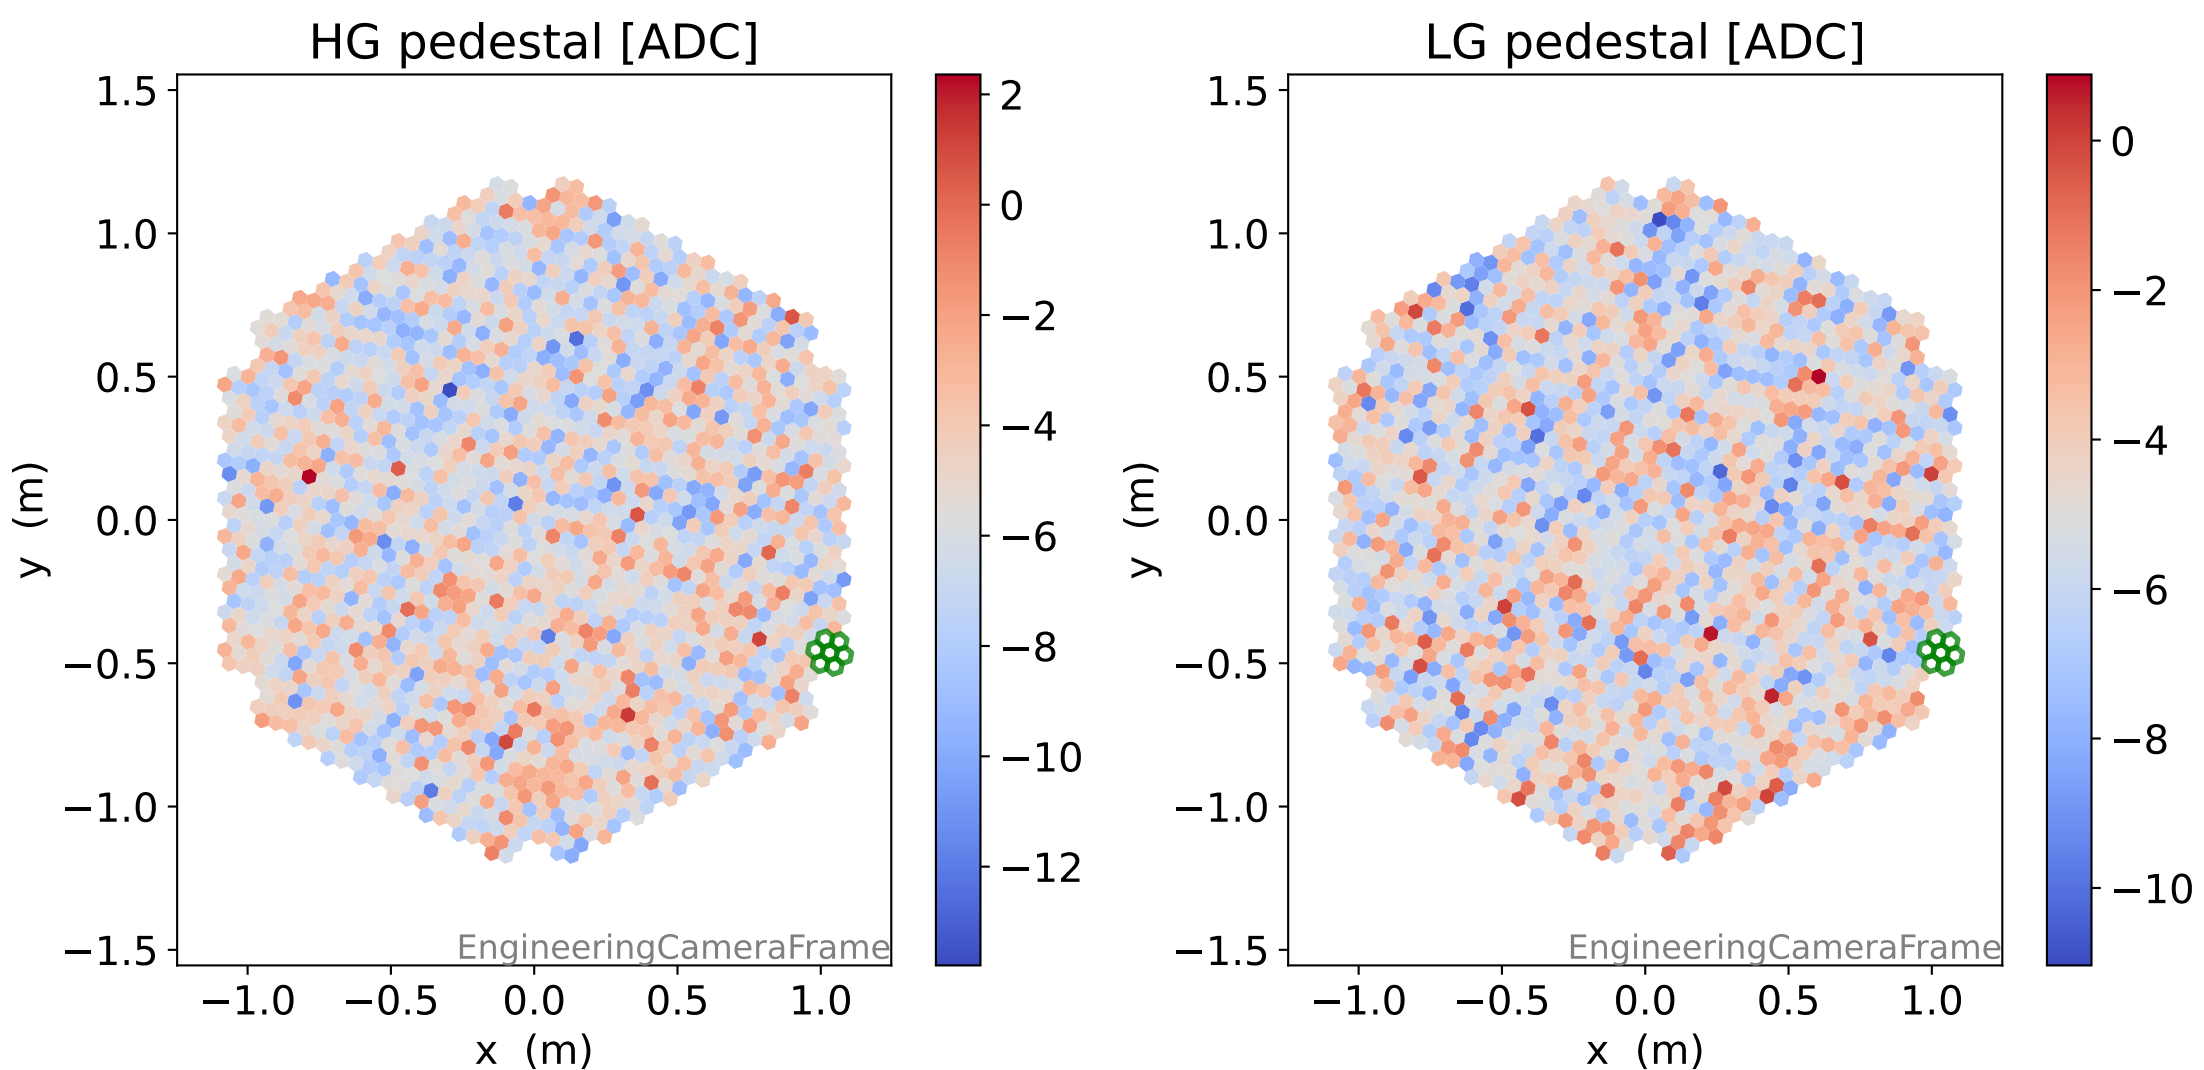 HG pedestal [ADC]
1.5
1.0
0.5
0.0
−0.5
−1.0
−1.5
y (m)
−1.0 −0.5 0.0 0.5 1.0
x (m)
EngineeringCameraFrame
2
0
−2
−4
−6
−8
−10
−12
LG pedestal [ADC]
1.5
1.0
0.5
0.0
−0.5
−1.0
−1.5
y (m)
−1.0 −0.5 0.0 0.5 1.0
x (m)
EngineeringCameraFrame
0
−2
−4
−6
−8
−10